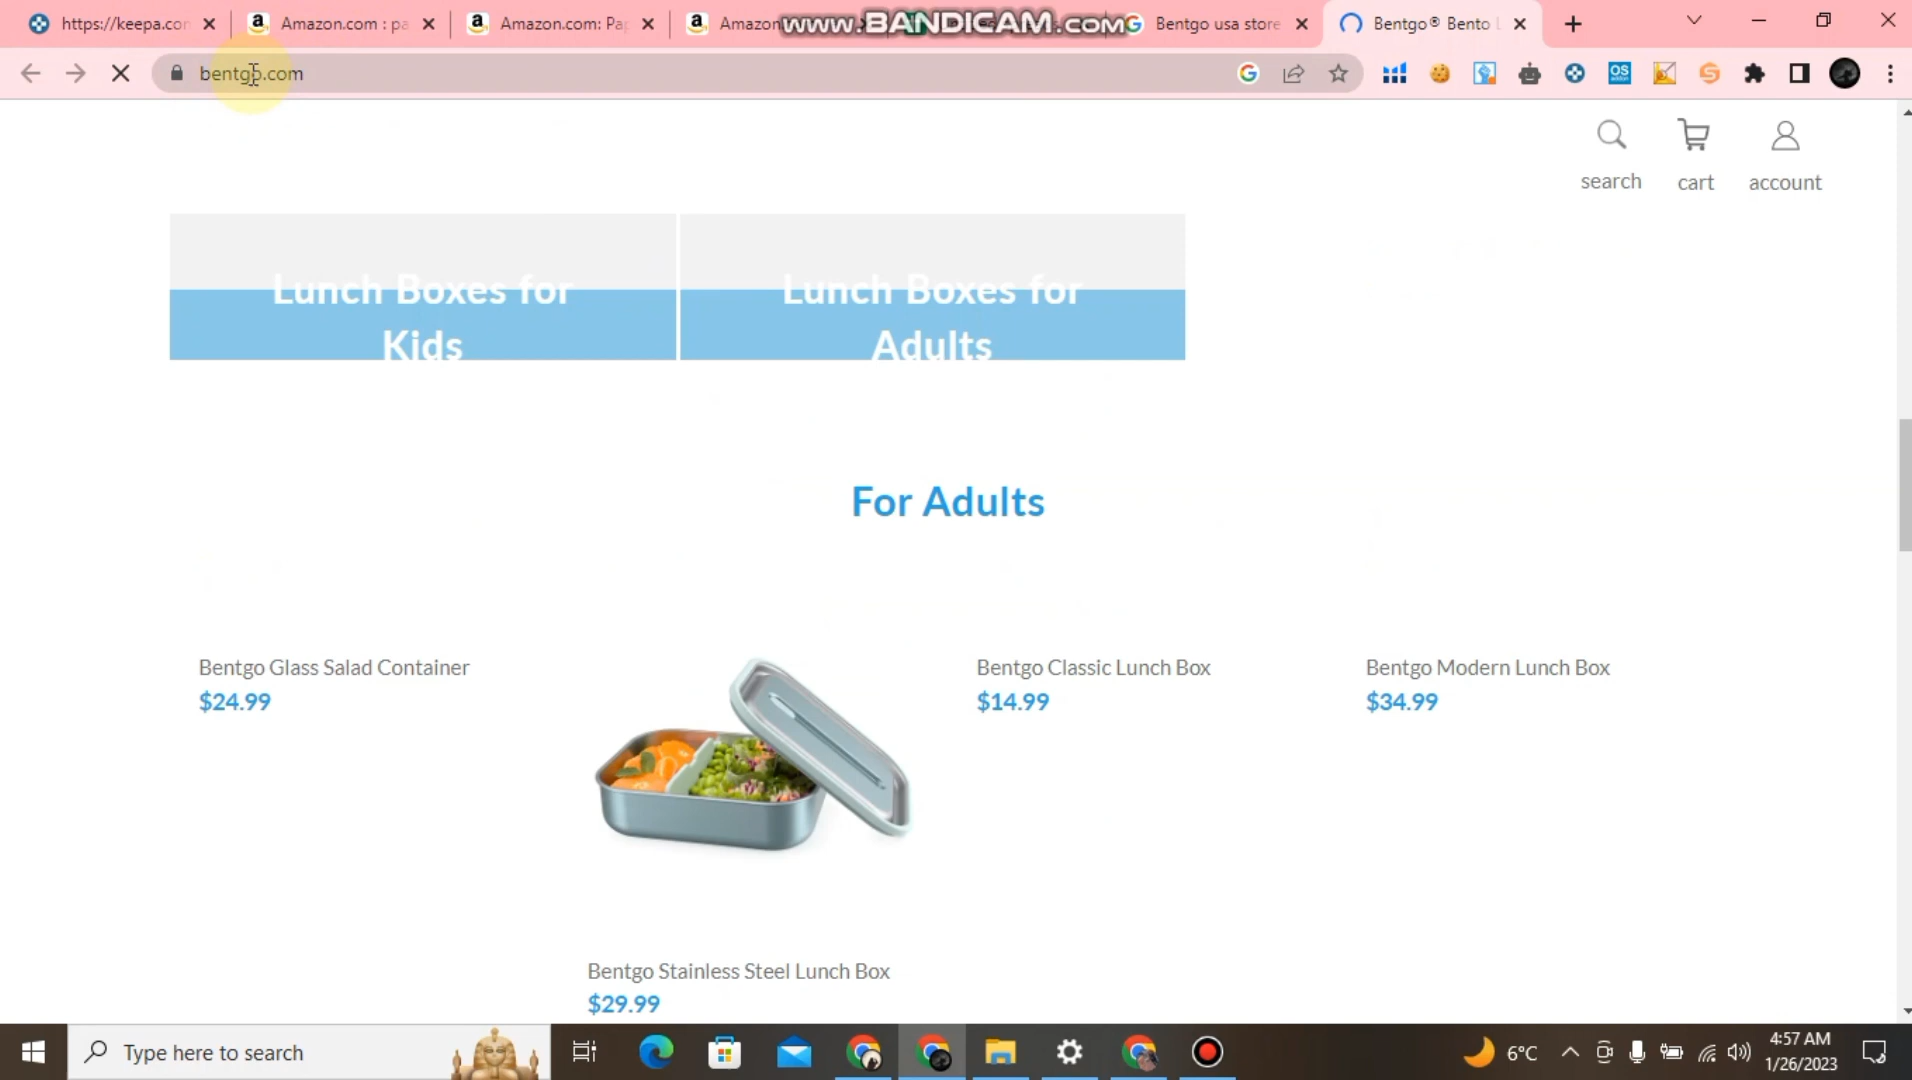 https://keepa.con
Amazon.com : pa
Amazon.com: Pap
Amazon
www.BANDICAM.com
Bentgo usa store
Bentgo® Bento L
bentgo.com
search
cart
account
Lunch Boxes for
Kids
Lunch Boxes for
Adults
For Adults
Bentgo Glass Salad Container
$24.99
Bentgo Classic Lunch Box
$14.99
Bentgo Modern Lunch Box
$34.99
Bentgo Stainless Steel Lunch Box
$29.99
Type here to search
6°C
4:57 AM
1/26/2023